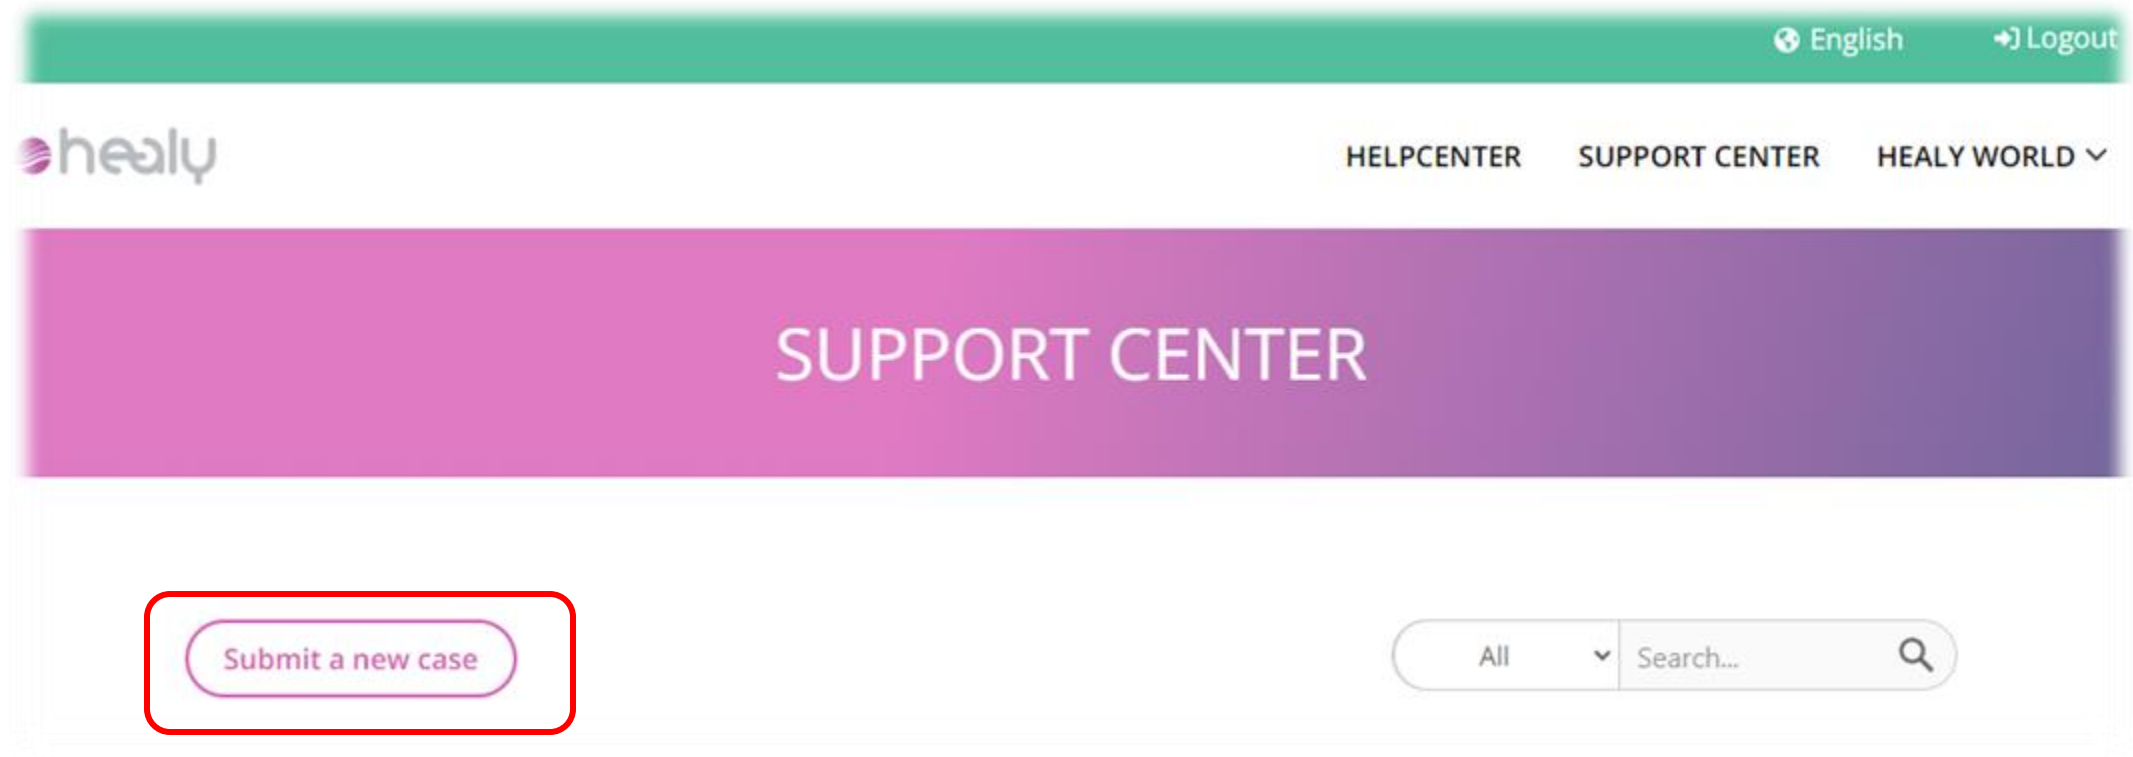 English Logout
healy HELPCENTER SUPPORT CENTER HEALY WORLD
SUPPORT CENTER
Submit a new case All Search...